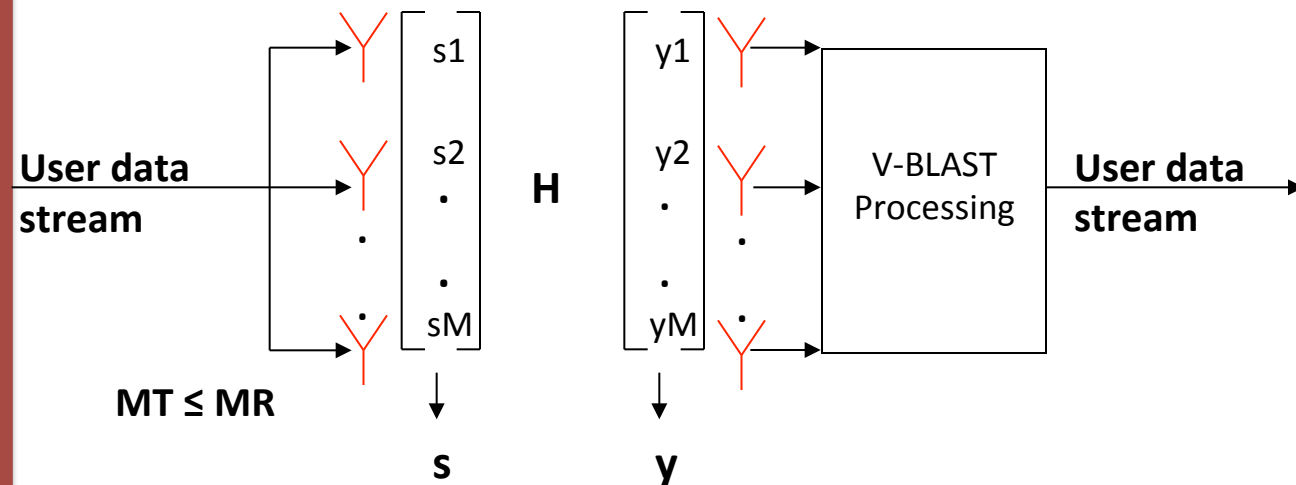 User data
stream
MT ≤ MR
s1
s2
.
.
sM
s
.
.
H
y1
y2
.
.
yM
y
.
.
V-BLAST
Processing
User data
stream